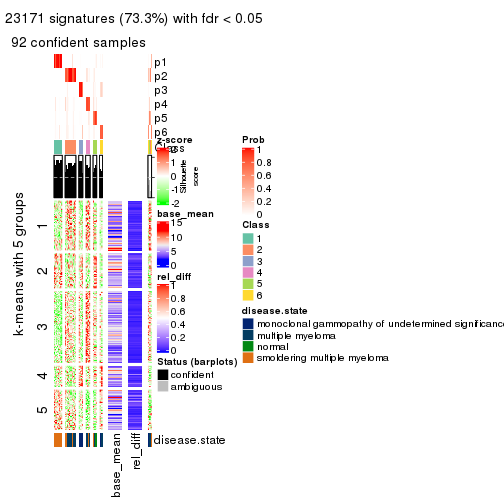 23171 signatures (73.3%) with fdr < 0.05
92 confident samples
p1
p2
p3
p4
p5
p6
Class
Silhouette
score
k-means with 5 groups
1
2
3
4
5
base_mean
rel_diff
disease.state
z-score
2
1
0
-1
-2
base_mean
15
10
5
0
rel_diff
1
0.8
0.6
0.4
0.2
0
Status (barplots)
confident
ambiguous
Prob
1
0.8
0.6
0.4
0.2
0
Class
1
2
3
4
5
6
disease.state
monoclonal gammopathy of undetermined significance
multiple myeloma
normal
smoldering multiple myeloma